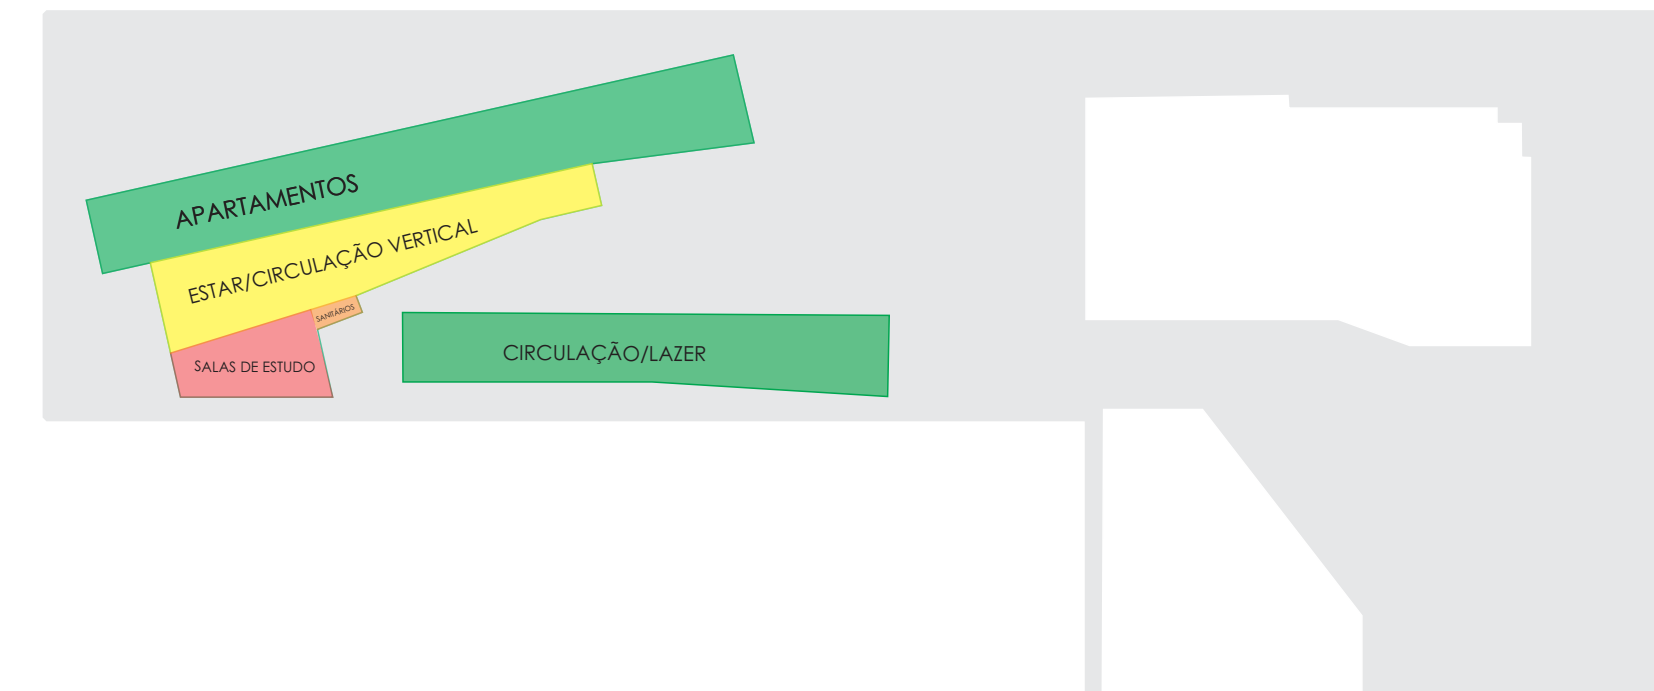 APARTAMENTOS
ESTAR/CIRCULAÇÃO VERTICAL
SANITÁRIOS
SALAS DE ESTUDO
CIRCULAÇÃO/LAZER